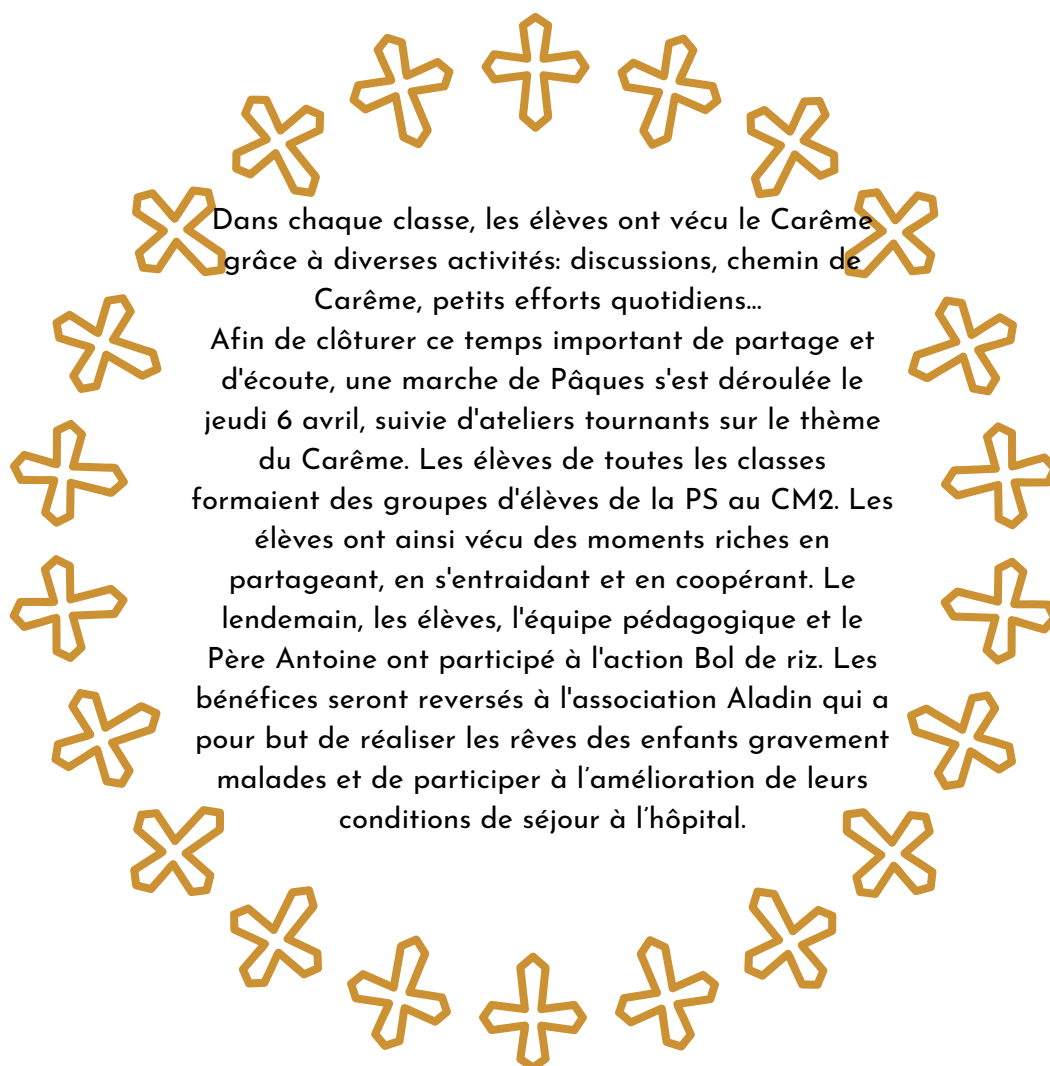 Dans chaque classe, les élèves ont vécu le Carême
grâce à diverses activités: discussions, chemin de
Carême, petits efforts quotidiens...
Afin de clôturer ce temps important de partage et
d'écoute, une marche de Pâques s'est déroulée le
jeudi 6 avril, suivie d'ateliers tournants sur le thème
du Carême. Les élèves de toutes les classes
formaient des groupes d'élèves de la PS au CM2. Les
élèves ont ainsi vécu des moments riches en
partageant, en s'entraidant et en coopérant. Le
lendemain, les élèves, l'équipe pédagogique et le
Père Antoine ont participé à l'action Bol de riz. Les
bénéfices seront reversés à l'association Aladin qui a
pour but de réaliser les rêves des enfants gravement
malades et de participer à l’amélioration de leurs
conditions de séjour à l’hôpital.